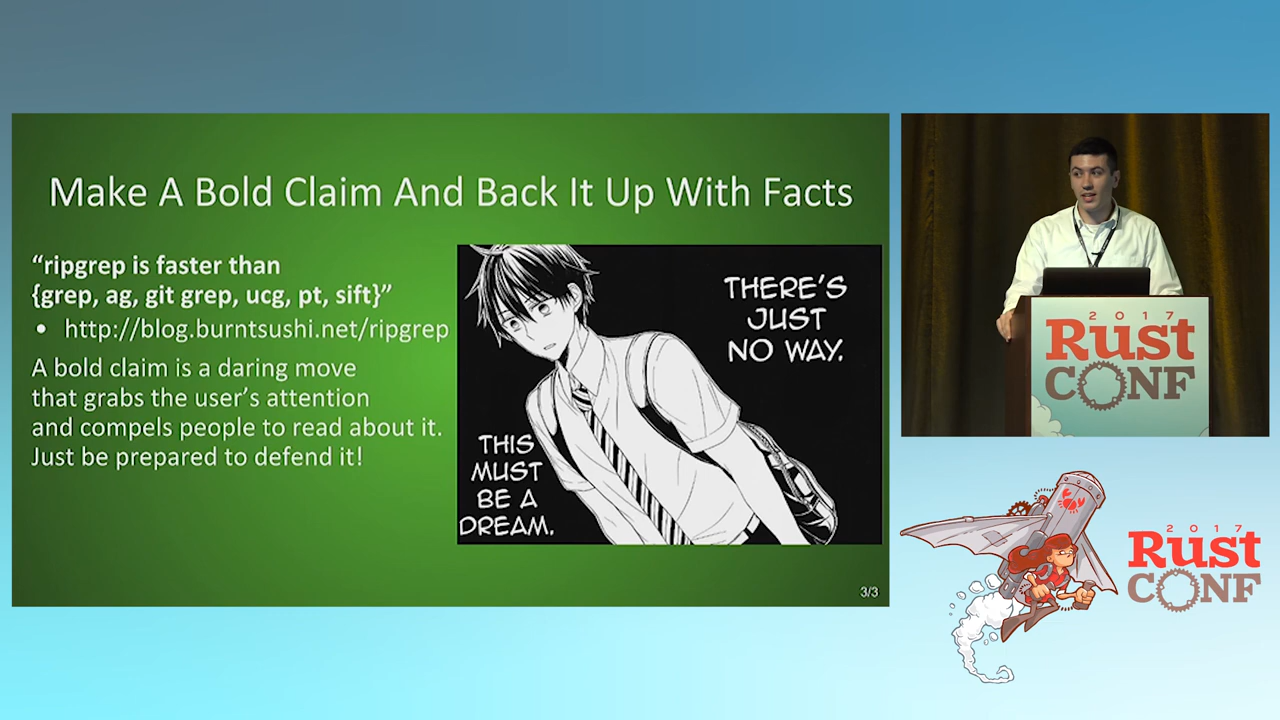 Make A Bold Claim And Back It Up With Facts
“ripgrep is faster than
{grep, ag, git grep, ucg, pt, sift}”
• http://blog.burntsushi.net/ripgrep
A bold claim is a daring move
that grabs the user’s attention
and compels people to read about it.
Just be prepared to defend it!
THERE’S
JUST
NO WAY.
THIS
MUST
BE A
DREAM.
3/3
2017
Rust
CONF
2017
Rust
CONF